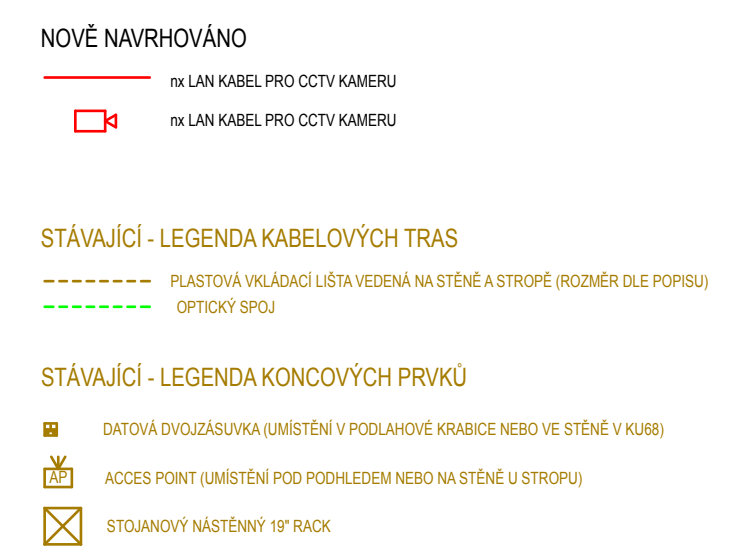 NOVĚ NAVRHOVÁNO
nx LAN KABEL PRO CCTV KAMERU
nx LAN KABEL PRO CCTV KAMERU
STÁVAJÍCÍ - LEGENDA KABELOVÝCH TRAS
PLASTOVÁ VKLÁDACÍ LIŠTA VEDENÁ NA STĚNĚ A STROPĚ (ROZMĚR DLE POPISU)
OPTICKÝ SPOJ
STÁVAJÍCÍ - LEGENDA KONCOVÝCH PRVKŮ
DATOVÁ DVOJZÁSUVKA (UMÍSTĚNÍ V PODLAHOVÉ KRABICE NEBO VE STĚNĚ V KU68)
AP ACCES POINT (UMÍSTĚNÍ POD PODHLEDEM NEBO NA STĚNĚ U STROPU)
STOJANOVÝ NÁSTĚNNÝ 19" RACK